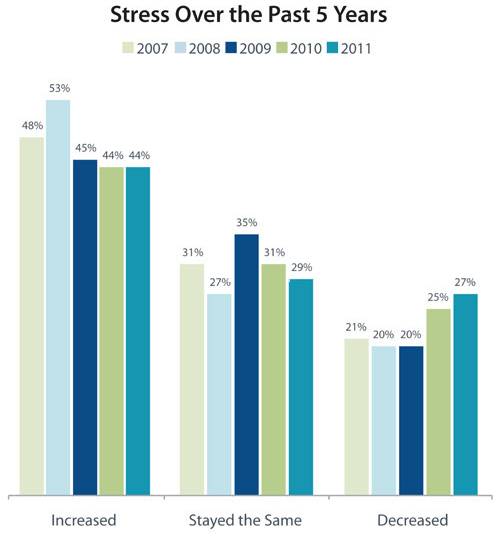 Stress Over the Past 5 Years
2007 2008 2009 2010 2011
48% 53% 45% 44% 44%
31% 27% 35% 31% 29%
21% 20% 20% 25% 27%
Increased Stayed the Same Decreased